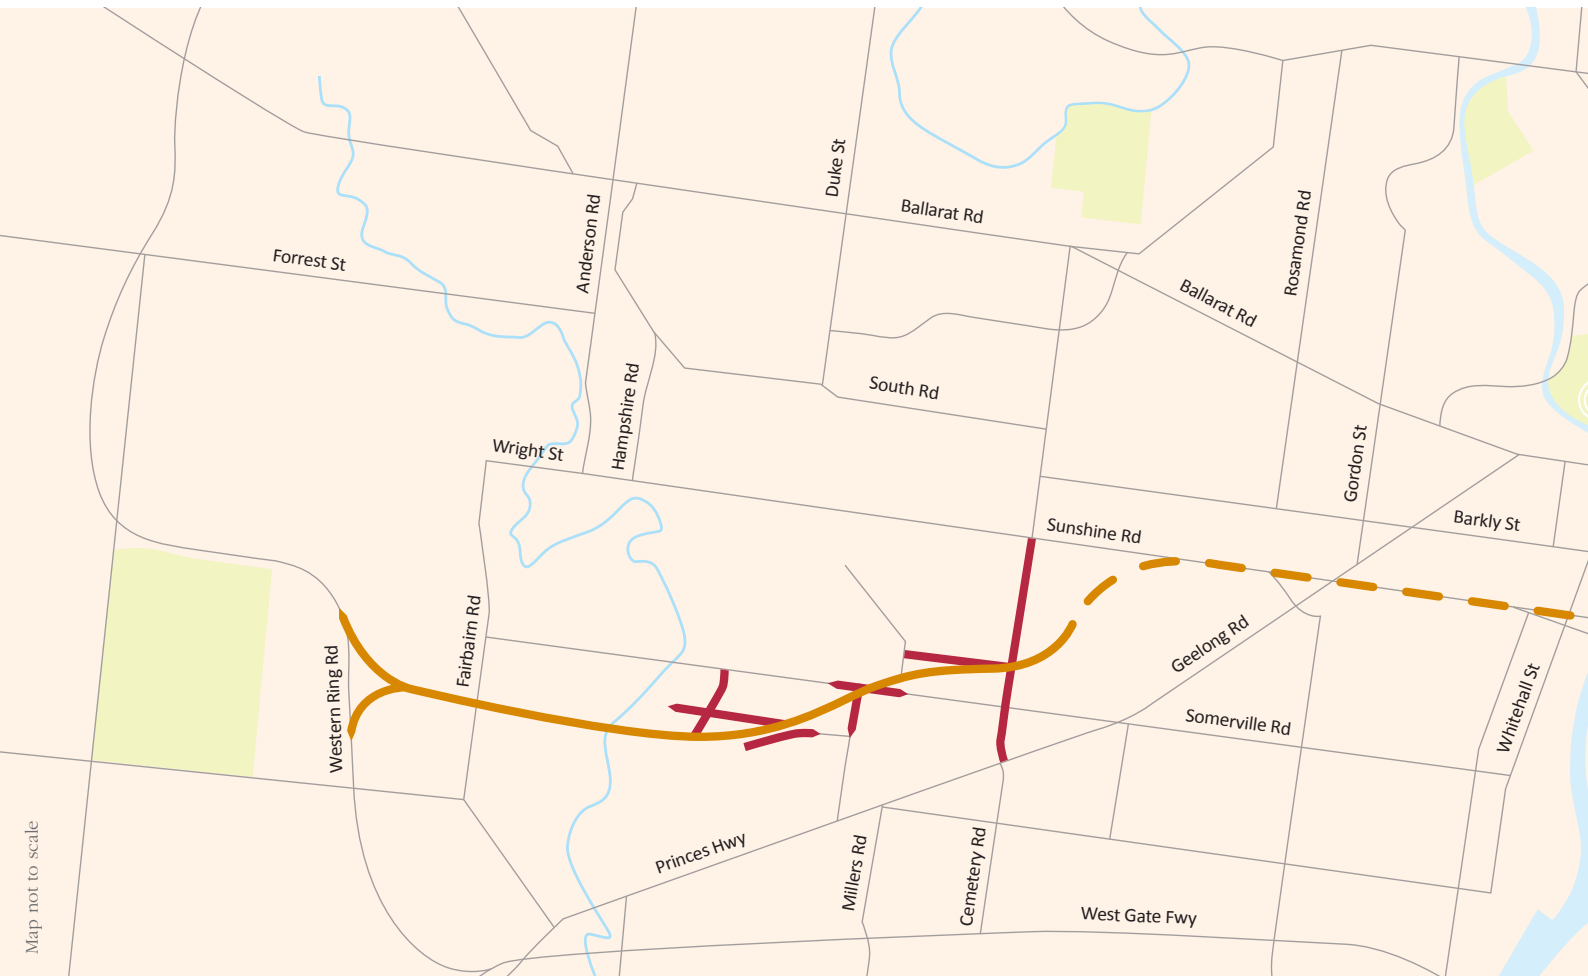 Duke St
Ballarat Rd
Anderson Rd
Rosamond Rd
Forrest St
Ballarat Rd
South Rd
Hampshire Rd
Wright St
Gordon St
Barkly St
Sunshine Rd
Fairbairn Rd
Geelong Rd
Western Ring Rd
Whitehall St
Somerville Rd
Princes Hwy
Millers Rd
Cemetery Rd
Map not to scale
West Gate Fwy